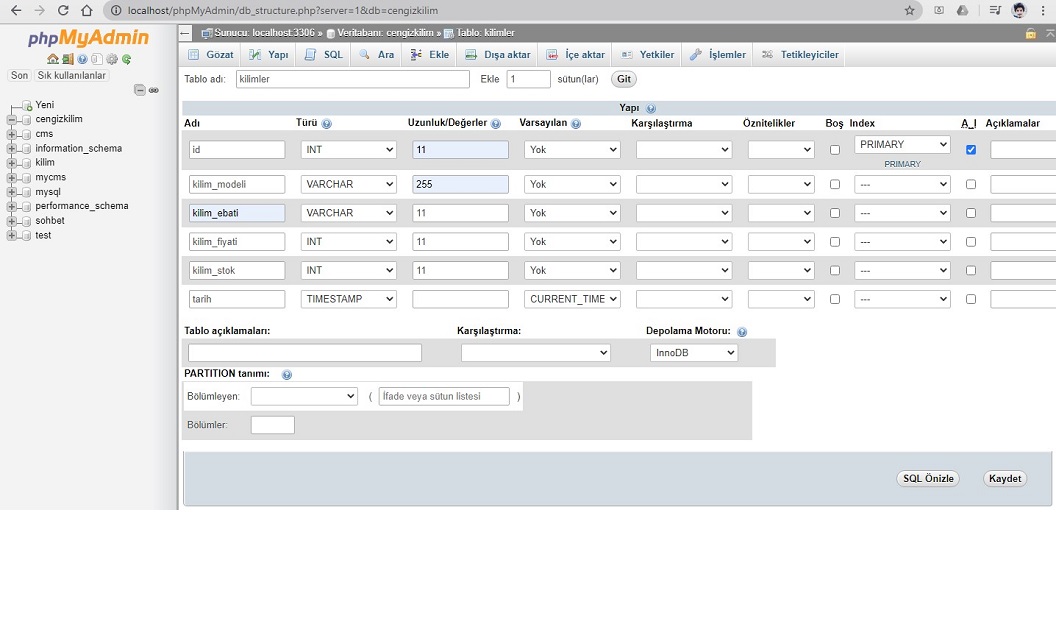 localhost/phpMyAdmin/db_structure.php?server=1&db=cengizkilim
phpMyAdmin
Son Sık kullanılanlar
Yeni
cengizkilim
cms
information_schema
kilim
mycms
mysql
performance_schema
sohbet
test
Sunucu: localhost:3306 » Veritabanı: cengizkilim » Tablo: kilimler
Gözat Yapı SQL Ara Ekle Dışa aktar İçe aktar Yetkiler İşlemler Tetikleyiciler
Tablo adı: kilimler Ekle 1 sütun(lar) Git
Yapı
Adı Türü Uzunluk/Değerler Varsayılan Karşılaştırma Öznitelikler Boş Index A_I Açıklamalar
id INT 11 Yok PRIMARY
PRIMARY
kilim_modeli VARCHAR 255 Yok ---
kilim_ebati VARCHAR 11 Yok ---
kilim_fiyati INT 11 Yok ---
kilim_stok INT 11 Yok ---
tarih TIMESTAMP CURRENT_TIME ---
Tablo açıklamaları: Karşılaştırma: Depolama Motoru:
InnoDB
PARTITION tanımı:
Bölümleyen: ( İfade veya sütun listesi )
Bölümler:
SQL Önizle Kaydet